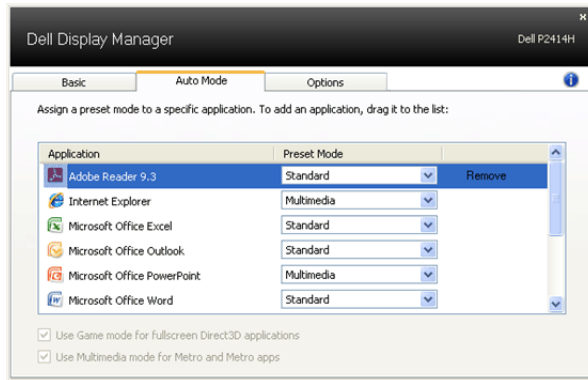 Dell Display Manager
Dell P2414H
Basic
Auto Mode
Options
Assign a preset mode to a specific application. To add an application, drag it to the list:
Application Preset Mode
Adobe Reader 9.3 Standard Remove
Internet Explorer Multimedia
Microsoft Office Excel Standard
Microsoft Office Outlook Standard
Microsoft Office PowerPoint Multimedia
Microsoft Office Word Standard
Use Game mode for fullscreen Direct3D applications
Use Multimedia mode for Metro and Metro apps